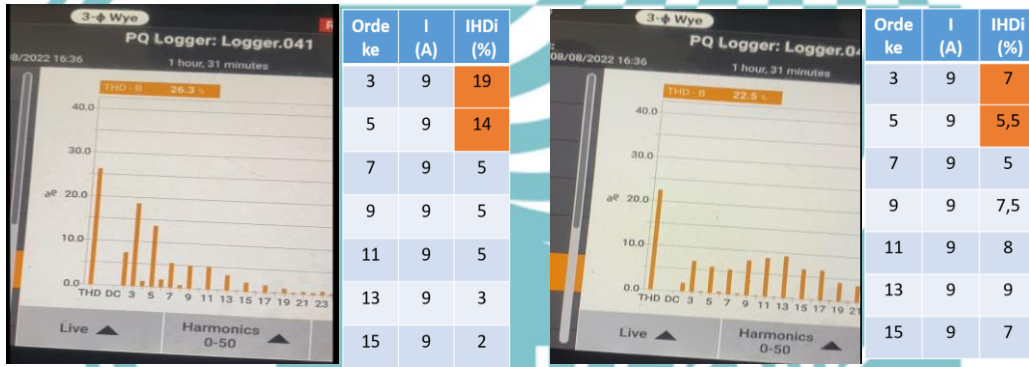 3-ɸ Wye
R
PQ Logger: Logger.041
8/2022 16:36
1 hour, 31 minutes
THD - B 26.3 %
40.0
30.0
% 20.0
10.0
0.0
THD DC 3 5 7 9 11 13 15 17 19 21 23
Live
Harmonics
0-50
Orde ke I (A) IHDi (%)
3 9 19
5 9 14
7 9 5
9 9 5
11 9 5
13 9 3
15 9 2
3-ɸ Wye
PQ Logger: Logger.04
08/08/2022 16:36
1 hour, 31 minutes
THD - B 22.5 %
40.0
30.0
% 20.0
10.0
0.0
THD DC 3 5 7 9 11 13 15 17 19 21
Live
Harmonics
0-50
Orde ke I (A) IHDi (%)
3 9 7
5 9 5,5
7 9 5
9 9 7,5
11 9 8
13 9 9
15 9 7